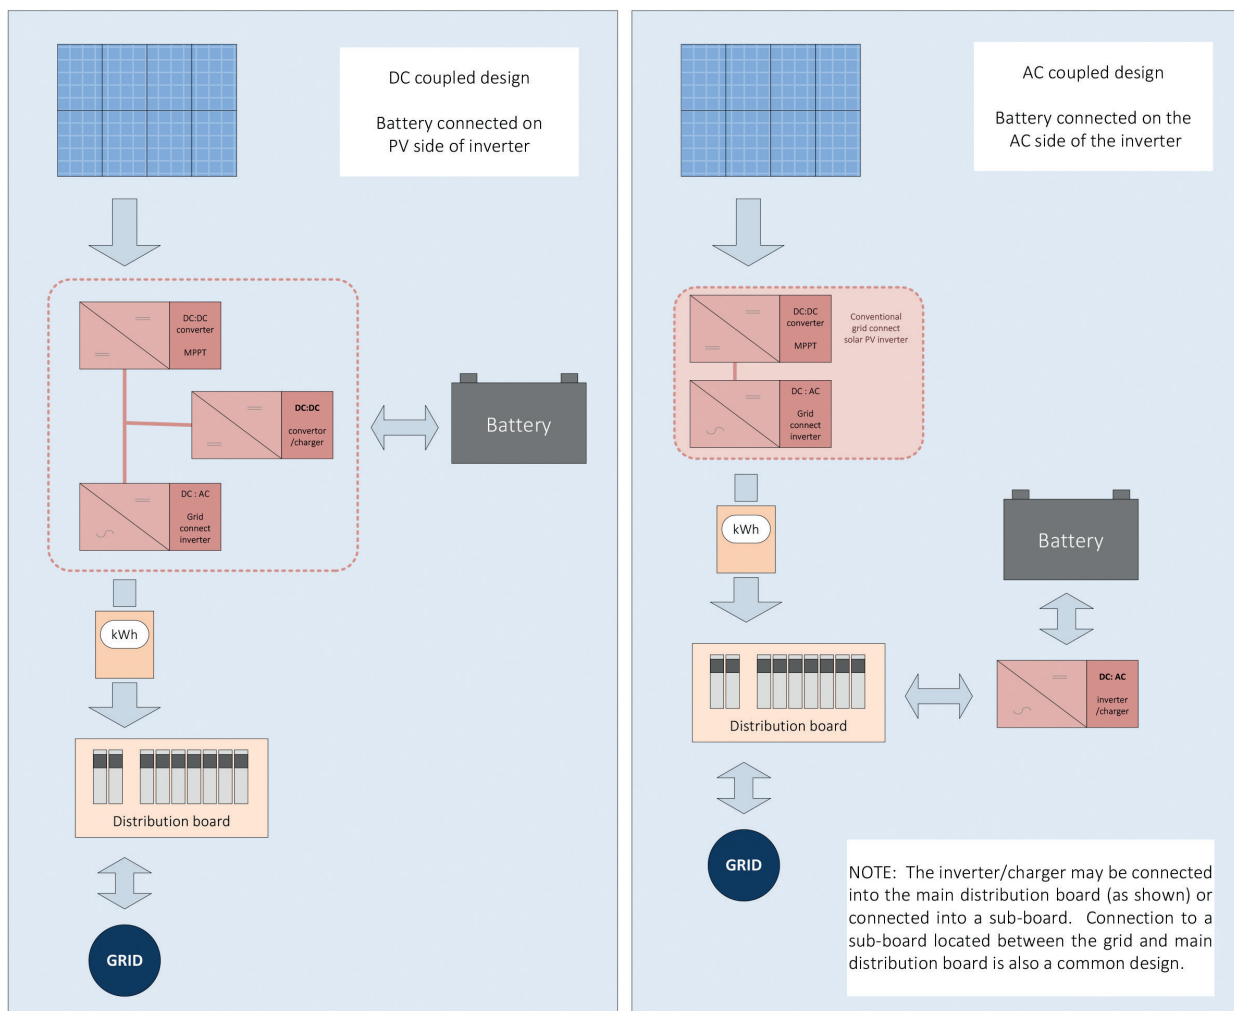 DC coupled design
Battery connected on
PV side of inverter
DC:DC
converter
MPPT
DC:DC
convertor
/charger
Battery
DC : AC
Grid
connect
inverter
kWh
Distribution board
GRID
AC coupled design
Battery connected on the
AC side of the inverter
DC:DC
converter
MPPT
Conventional
grid connect
solar PV inverter
DC : AC
Grid
connect
inverter
kWh
Battery
Distribution board
DC: AC
inverter
/charger
GRID
NOTE: The inverter/charger may be connected
into the main distribution board (as shown) or
connected into a sub-board. Connection to a
sub-board located between the grid and main
distribution board is also a common design.